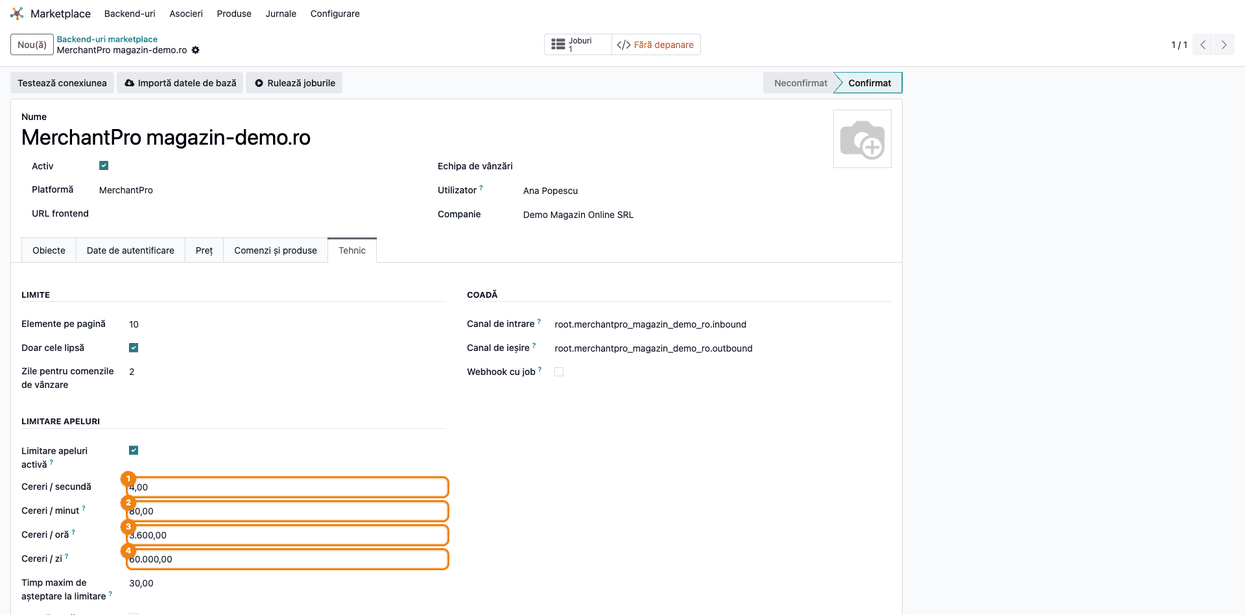 Marketplace Backend-uri Asocieri Produse Jurnale Configurare
Nou(ă)
Backend-uri marketplace
MerchantPro magazin-demo.ro
Joburi
1
</> Fără depanare
1 / 1
Testează conexiunea Importă datele de bază Rulează joburile
Neconfirmat Confirmat
Nume
MerchantPro magazin-demo.ro
Activ
Platformă MerchantPro
URL frontend
Echipa de vânzări
Utilizator ? Ana Popescu
Companie Demo Magazin Online SRL
Obiecte Date de autentificare Preț Comenzi și produse Tehnic
LIMITE
Elemente pe pagină 10
Doar cele lipsă
Zile pentru comenzile
de vânzare 2
COADĂ
Canal de intrare ? root.merchantpro_magazin_demo_ro.inbound
Canal de ieșire ? root.merchantpro_magazin_demo_ro.outbound
Webhook cu job ?
LIMITARE APELURI
Limitare apeluri
activă ?
1
Cereri / secundă 4,00
2
Cereri / minut ? 80,00
3
Cereri / oră ? 3.600,00
4
Cereri / zi ? 60.000,00
Timp maxim de
așteptare la limitare ? 30,00